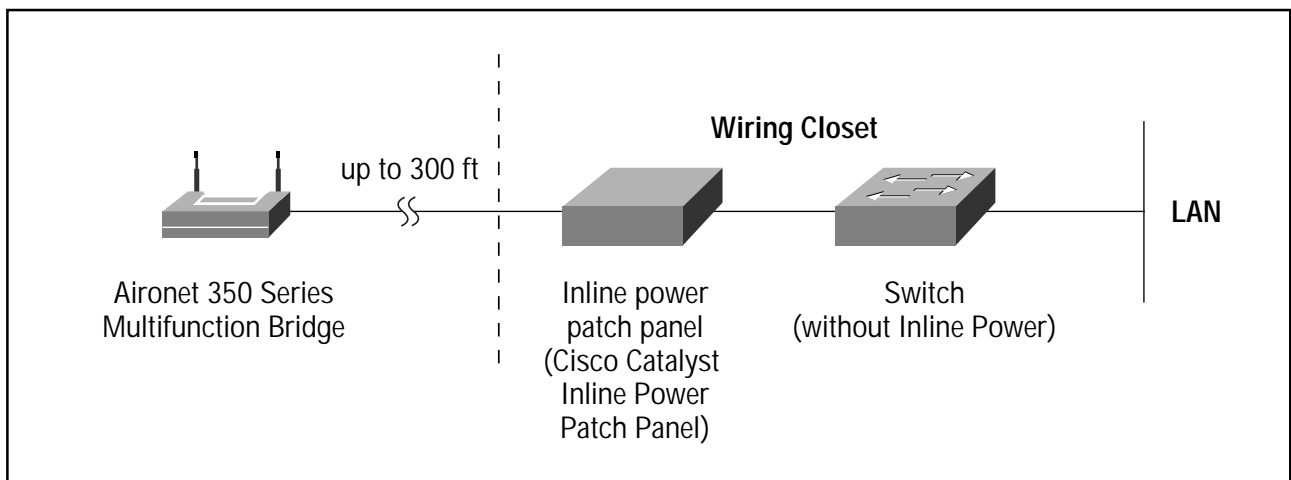 Wiring Closet
up to 300 ft
LAN
Aironet 350 Series
Multifunction Bridge
Inline power
patch panel
(Cisco Catalyst
Inline Power
Patch Panel)
Switch
(without Inline Power)